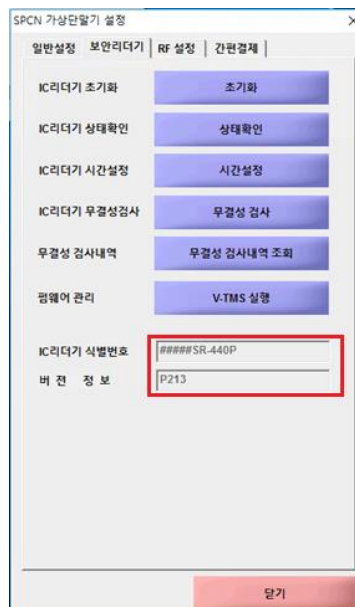 SPCN 가상단말기 설정
일반설정 보안리더기 RF 설정 간편결제
IC리더기 초기화 초기화
IC리더기 상태확인 상태확인
IC리더기 시간설정 시간설정
IC리더기 무결성검사 무결성 검사
무결성 검사내역 무결성 검사내역 조회
펌웨어 관리 V-TMS 실행
IC리더기 식별번호 #####SR-440P
버 젼 정 보 P213
닫기